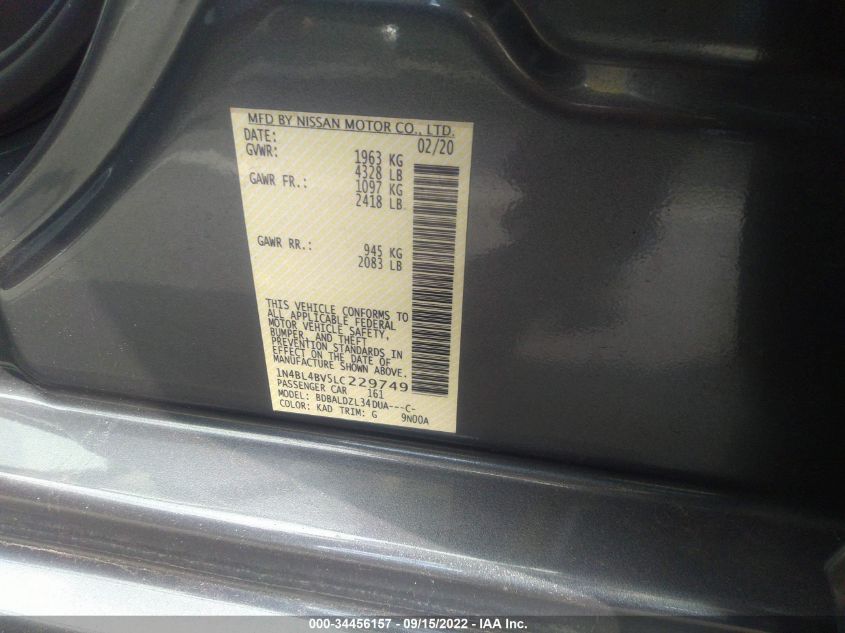 MFD BY NISSAN MOTOR CO., LTD.
DATE: 02/20
GVWR: 1963 KG
4328 LB
GAWR FR.: 1097 KG
2418 LB
GAWR RR.: 945 KG
2083 LB
THIS VEHICLE CONFORMS TO
ALL APPLICABLE FEDERAL
MOTOR VEHICLE SAFETY,
BUMPER, AND THEFT
PREVENTION STANDARDS IN
EFFECT ON THE DATE OF
MANUFACTURE SHOWN ABOVE.
1N4BL4BV5LC229749
PASSENGER CAR 161
MODEL: BDBALDZL34DUA---C-
COLOR: KAD TRIM: G 9N00A
000-34456157 - 09/15/2022 - IAA Inc.